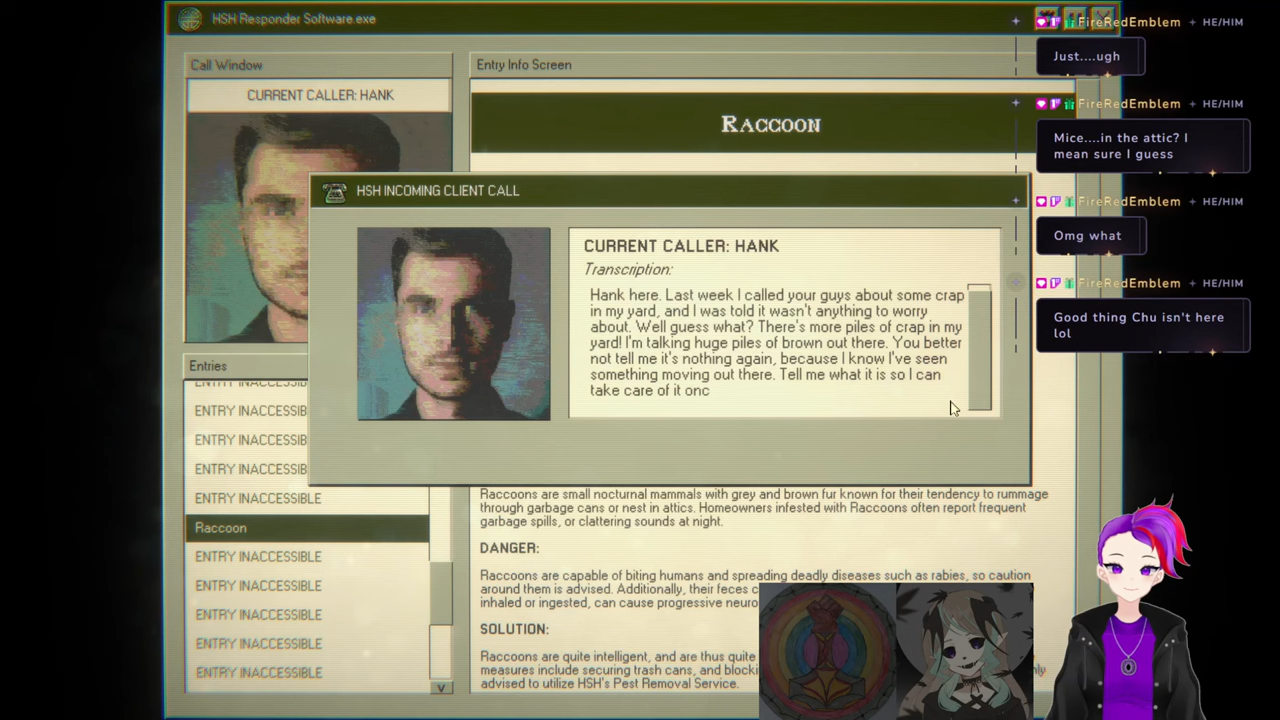 HSH Responder Software.exe
Call Window
CURRENT CALLER: HANK
Entry Info Screen
RACCOON
HSH INCOMING CLIENT CALL
CURRENT CALLER: HANK
Transcription:
Hank here. Last week I called your guys about some crap
in my yard, and I was told it wasn't anything to worry
about. Well guess what? There's more piles of crap in my
yard! I'm talking huge piles of brown out there. You better
not tell me it's nothing again, because I know I've seen
something moving out there. Tell me what it is so I can
take care of it onc
Entries
ENTRY INACCESSIBLE
ENTRY INACCESSIBLE
ENTRY INACCESSIBLE
ENTRY INACCESSIBLE
ENTRY INACCESSIBLE
Raccoon
ENTRY INACCESSIBLE
ENTRY INACCESSIBLE
ENTRY INACCESSIBLE
ENTRY INACCESSIBLE
ENTRY INACCESSIBLE
V
Raccoons are small nocturnal mammals with grey and brown fur known for their tendency to rummage
through garbage cans or nest in attics. Homeowners infested with Raccoons often report frequent
garbage spills, or clattering sounds at night.
DANGER:
Raccoons are capable of biting humans and spreading deadly diseases such as rabies, so caution
around them is advised. Additionally, their feces
inhaled or ingested, can cause progressive
SOLUTION:
Raccoons are quite intelligent, and are thus quite
measures include securing trash cans, and
advised to utilize HSH's Pest Removal Service.
FireRedEmblem + HE/HIM
Just....ugh
FireRedEmblem + HE/HIM
Mice....in the attic? I
mean sure I guess
FireRedEmblem + HE/HIM
Omg what
FireRedEmblem + HE/HIM
Good thing Chu isn't here
lol